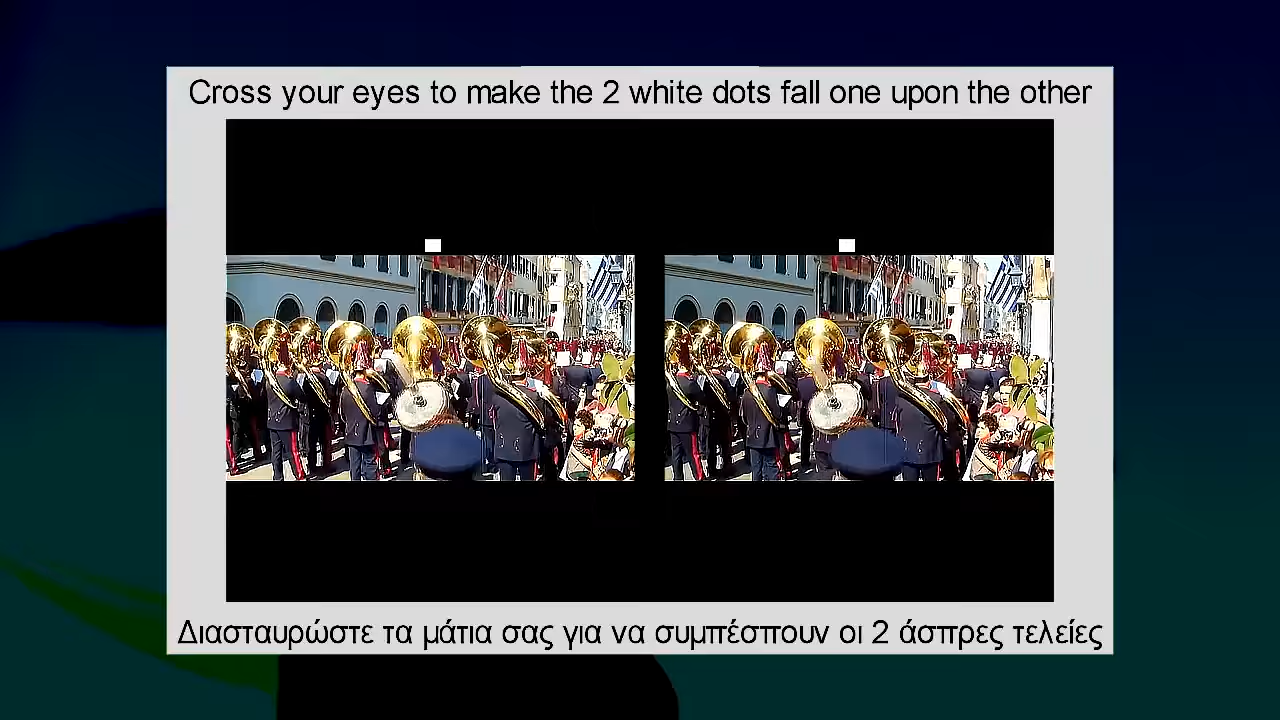 Cross your eyes to make the 2 white dots fall one upon the other
Διασταυρώστε τα μάτια σας για να συμπέσπουν οι 2 άσπρες τελείες